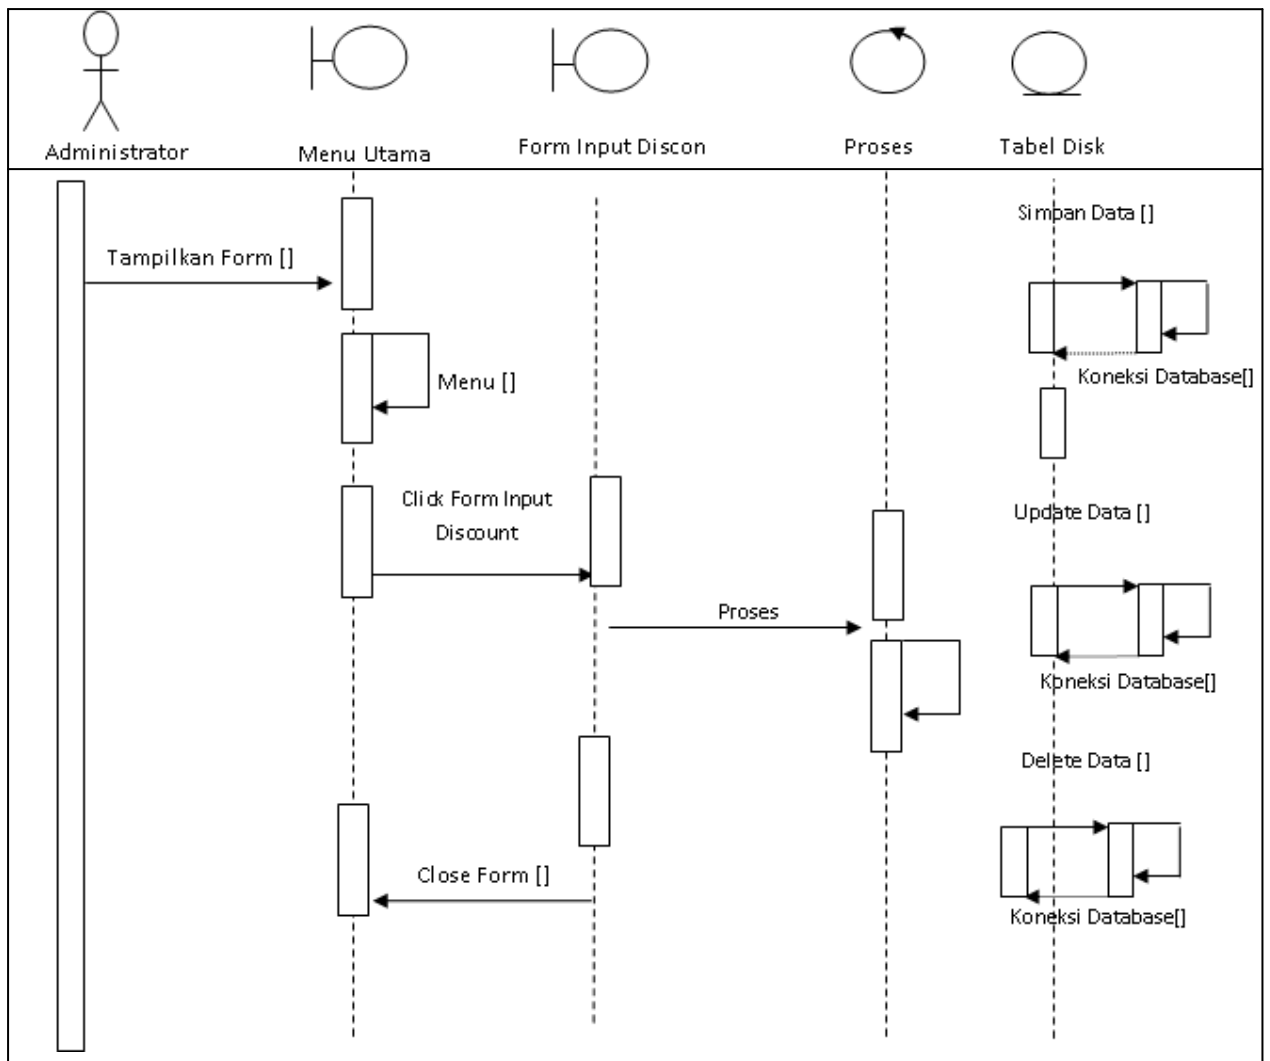 Administrator
Menu Utama
Form Input Discon
Proses
Tabel Disk
Simpan Data []
Tampilkan Form []
Koneksi Database[]
Menu []
Click Form Input
Discount
Update Data []
Proses
Koneksi Database[]
Delete Data []
Close Form []
Koneksi Database[]